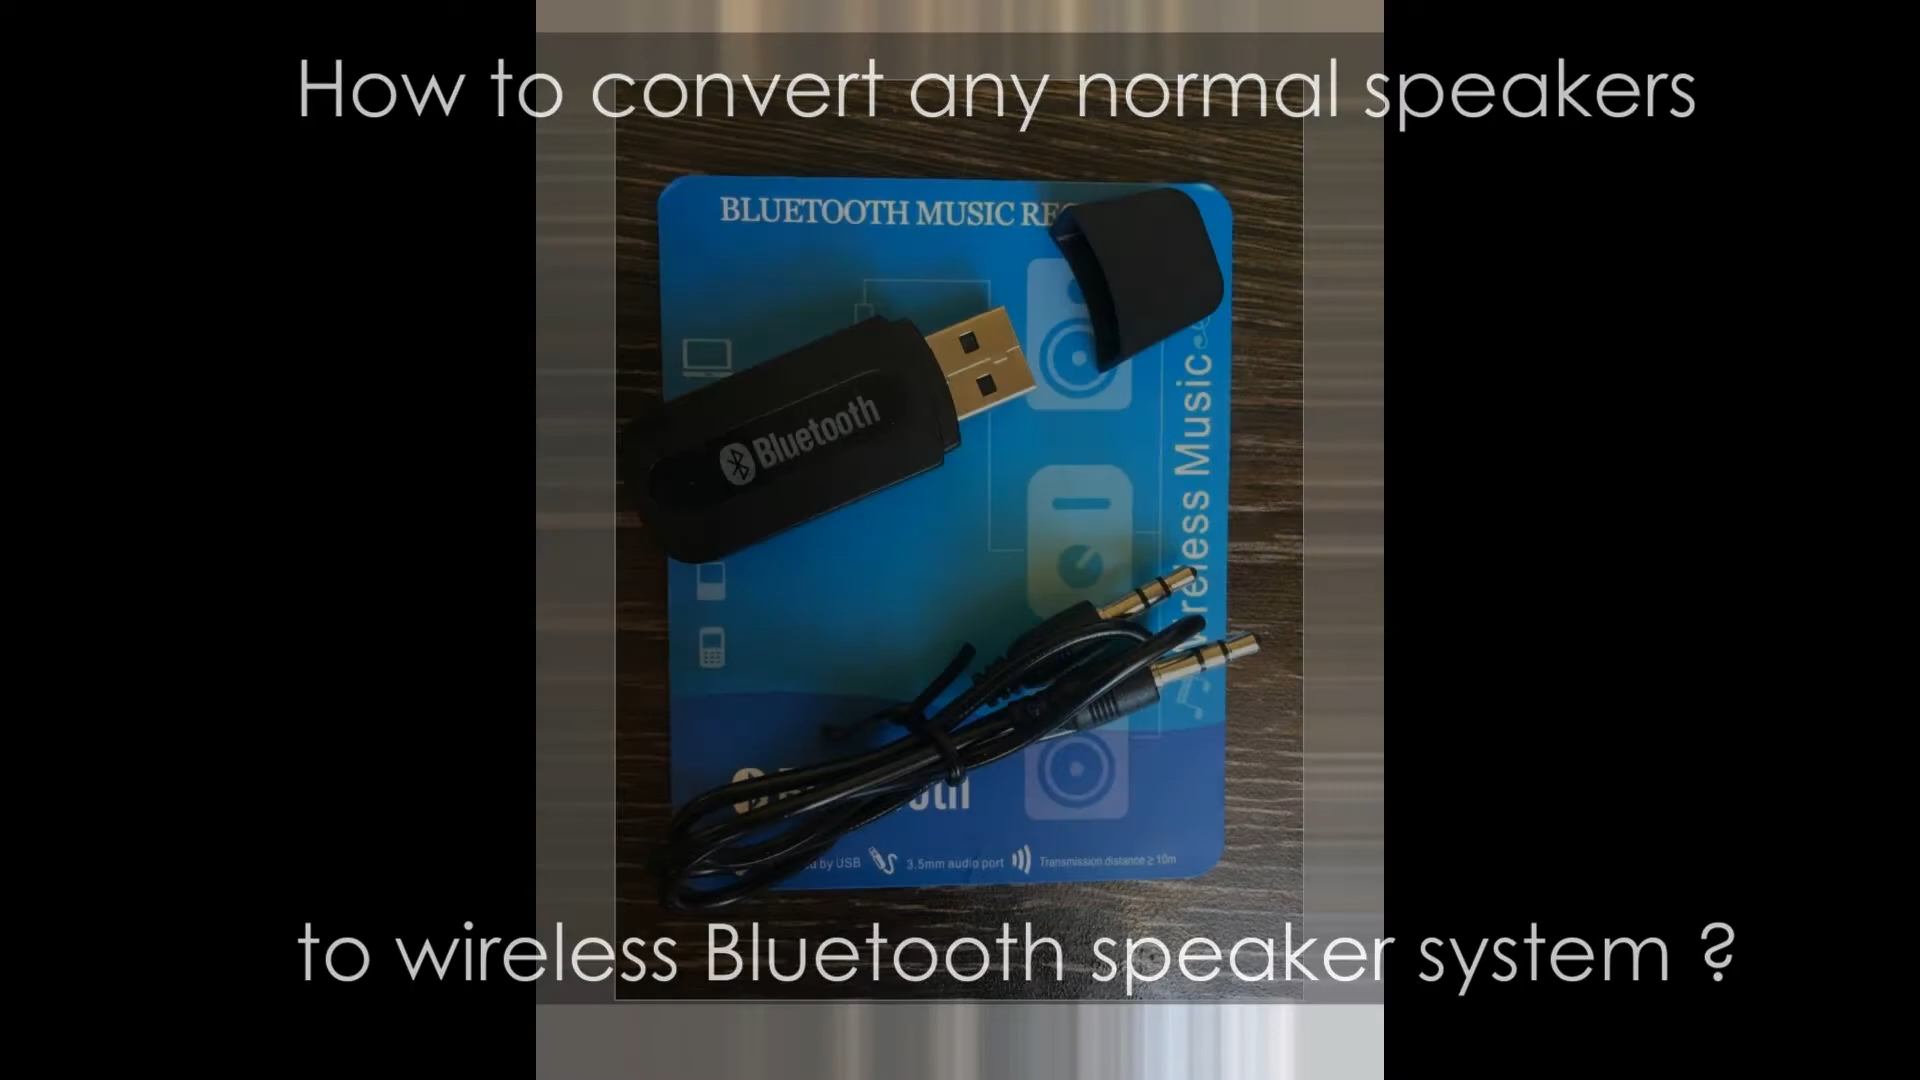 How to convert any normal speakers
BLUETOOTH MUSIC
Bluetooth
Wireless Music
by USB
3.5mm audio port
Transmission distance ≥ 10m
to wireless Bluetooth speaker system ?